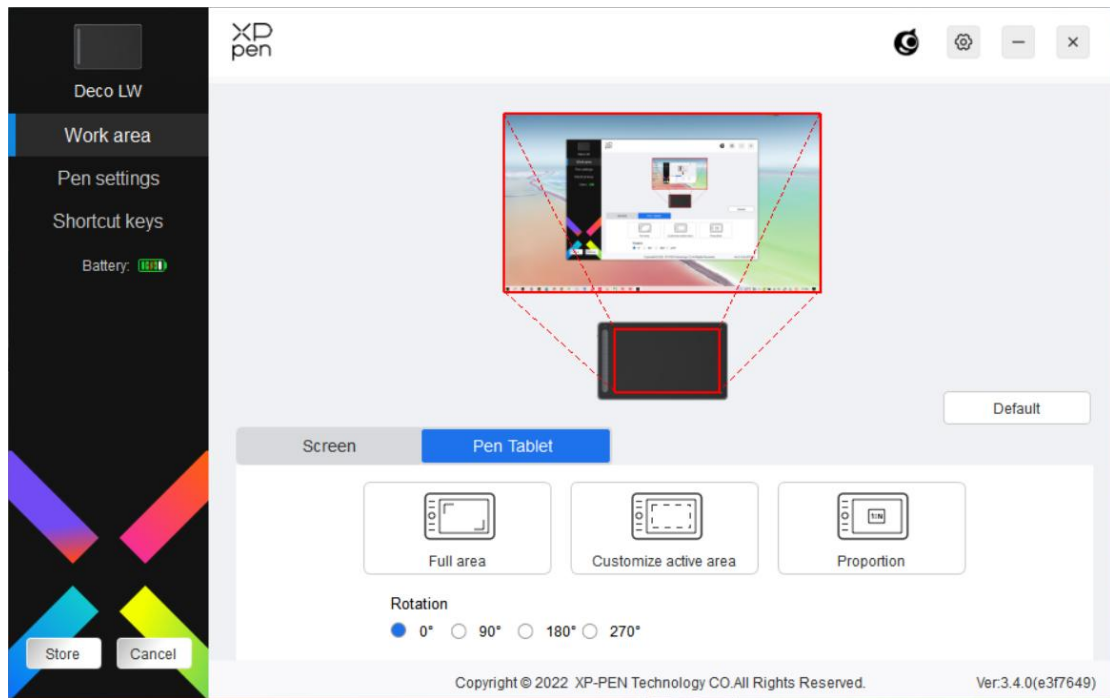 XP
pen
Deco LW
Work area
Pen settings
Shortcut keys
Battery:
Default
Screen
Pen Tablet
1:N
Full area
Customize active area
Proportion
Rotation
0°
90°
180°
270°
Store
Cancel
Copyright © 2022 XP-PEN Technology CO.All Rights Reserved.
Ver:3.4.0(e3f7649)